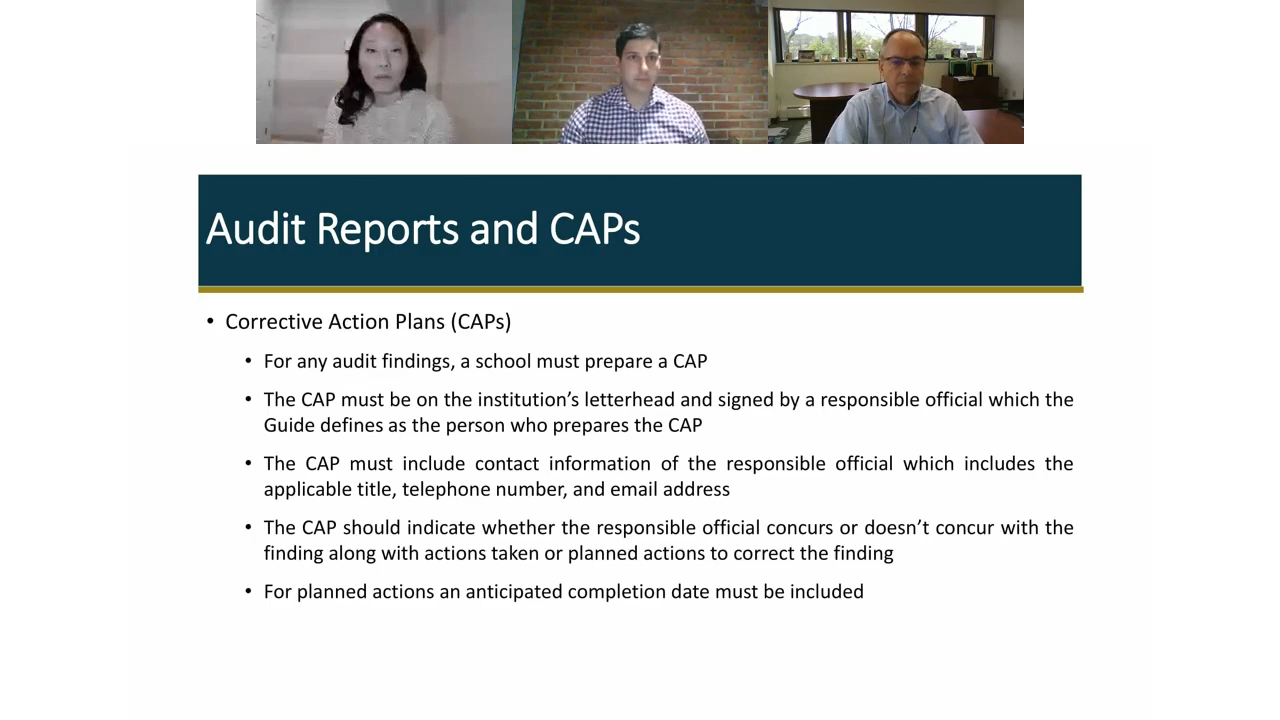 Audit Reports and CAPs
• Corrective Action Plans (CAPs)
• For any audit findings, a school must prepare a CAP
• The CAP must be on the institution’s letterhead and signed by a responsible official which the
Guide defines as the person who prepares the CAP
• The CAP must include contact information of the responsible official which includes the
applicable title, telephone number, and email address
• The CAP should indicate whether the responsible official concurs or doesn’t concur with the
finding along with actions taken or planned actions to correct the finding
• For planned actions an anticipated completion date must be included